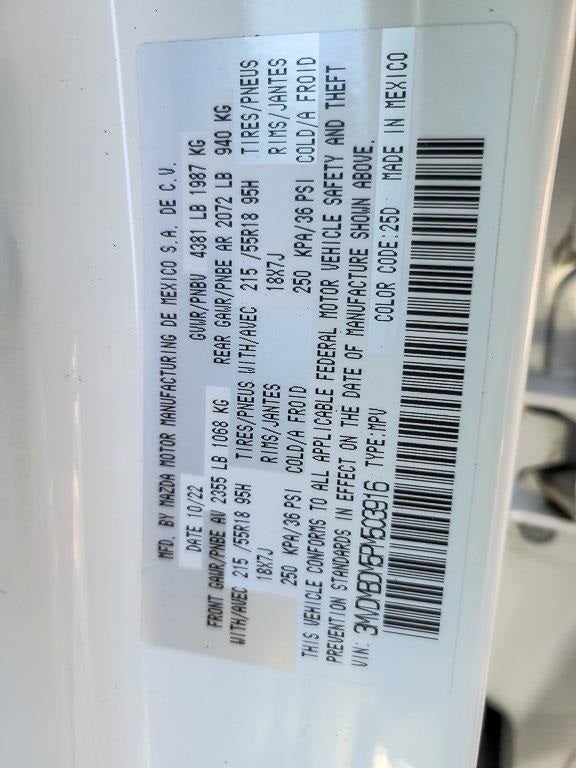 MFD. BY MAZDA MOTOR MANUFACTURING DE MEXICO S.A. DE C.V.
DATE 10/22 GVWR/PNBV 4381 LB 1987 KG
FRONT GAWR/PNBE AV 2355 LB 1068 KG REAR GAWR/PNBE AR 2072 LB 940 KG
WITH/AVEC 215 /55R18 95H TIRES/PNEUS WITH/AVEC 215 /55R18 95H TIRES/PNEUS
18X7J RIMS/JANTES 18X7J RIMS/JANTES
250 KPA/36 PSI COLD/A FROID 250 KPA/36 PSI COLD/A FROID
THIS VEHICLE CONFORMS TO ALL APPLICABLE FEDERAL MOTOR VEHICLE SAFETY AND THEFT
PREVENTION STANDARDS IN EFFECT ON THE DATE OF MANUFACTURE SHOWN ABOVE.
VIN: 3MVDMBDM6PM503916 TYPE:MPV COLOR CODE:25D MADE IN MEXICO